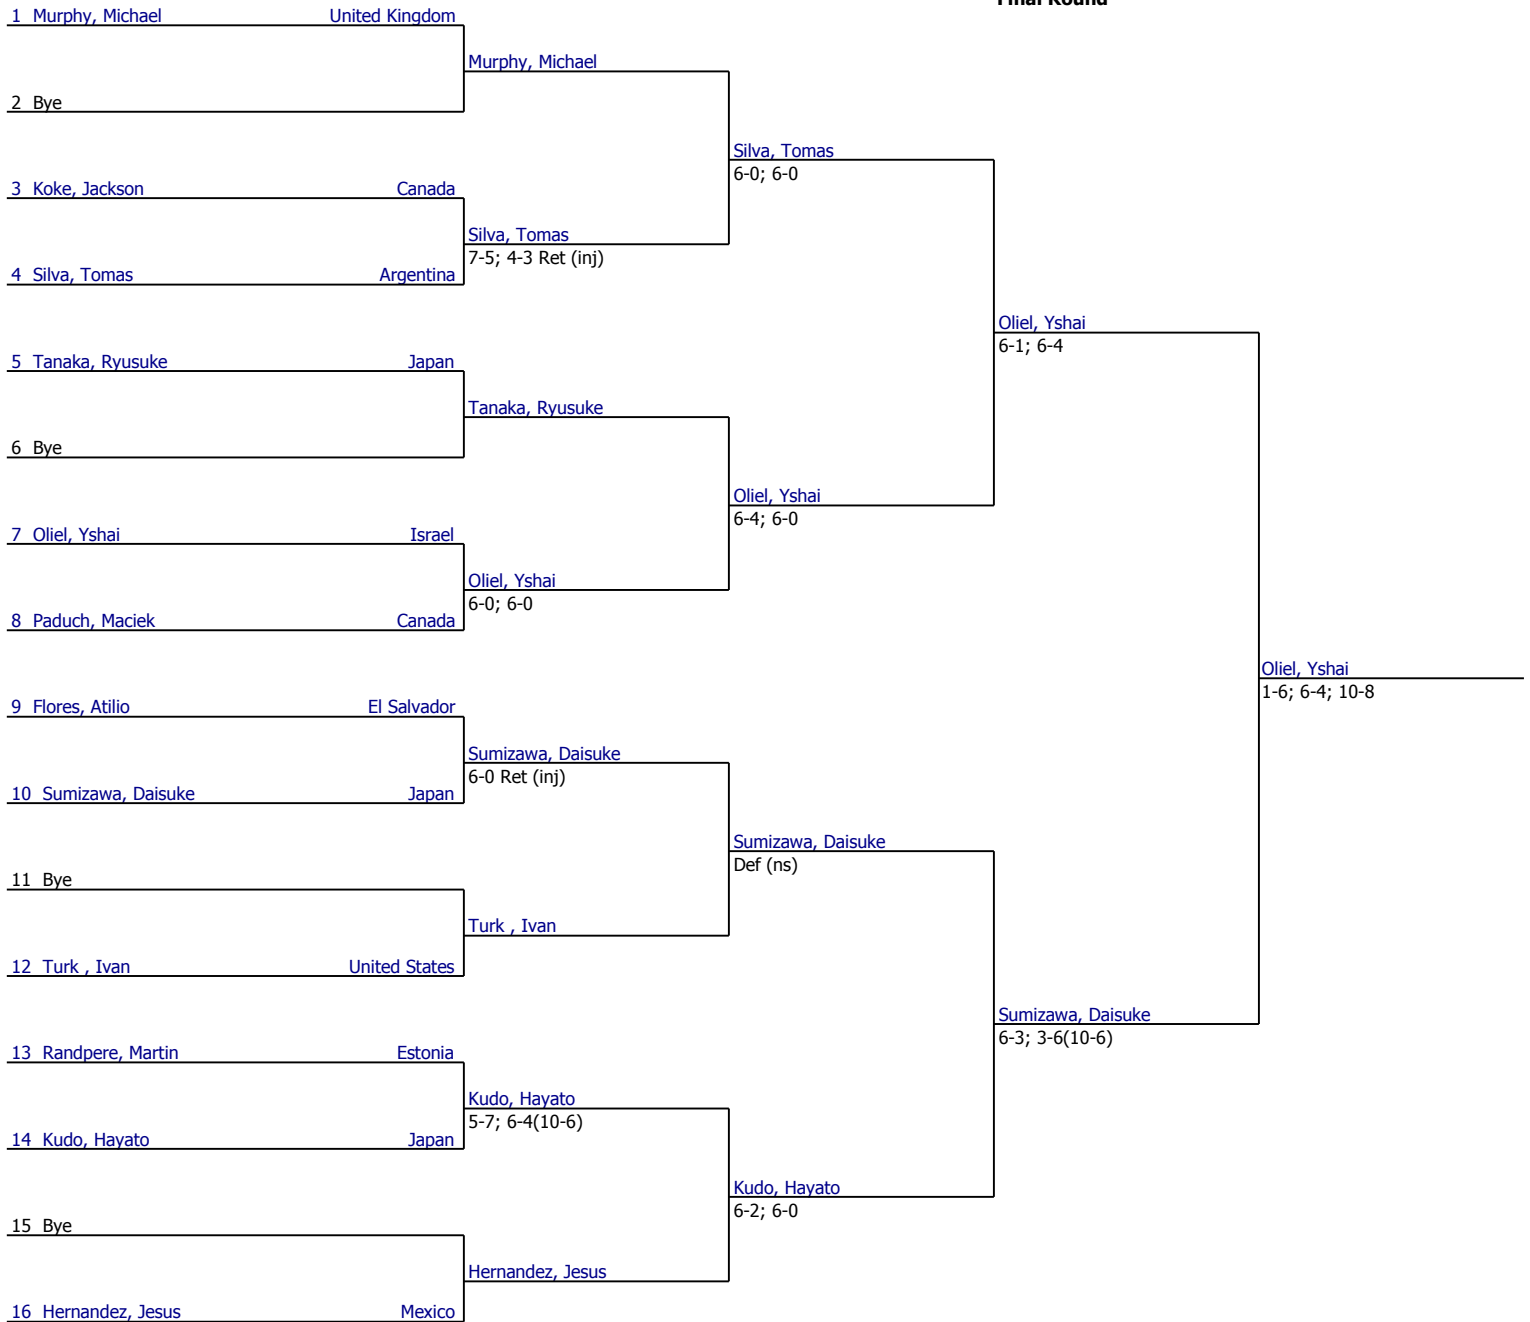 Final Round
1 Murphy, Michael United Kingdom
Murphy, Michael
2 Bye
Silva, Tomas
6-0; 6-0
3 Koke, Jackson Canada
Silva, Tomas
7-5; 4-3 Ret (inj)
4 Silva, Tomas Argentina
Oliel, Yshai
6-1; 6-4
5 Tanaka, Ryusuke Japan
Tanaka, Ryusuke
6 Bye
Oliel, Yshai
6-4; 6-0
7 Oliel, Yshai Israel
Oliel, Yshai
6-0; 6-0
8 Paduch, Maciek Canada
Oliel, Yshai
1-6; 6-4; 10-8
9 Flores, Atilio El Salvador
Sumizawa, Daisuke
6-0 Ret (inj)
10 Sumizawa, Daisuke Japan
Sumizawa, Daisuke
Def (ns)
11 Bye
Turk , Ivan
12 Turk , Ivan United States
Sumizawa, Daisuke
6-3; 3-6(10-6)
13 Randpere, Martin Estonia
Kudo, Hayato
5-7; 6-4(10-6)
14 Kudo, Hayato Japan
Kudo, Hayato
6-2; 6-0
15 Bye
Hernandez, Jesus
16 Hernandez, Jesus Mexico